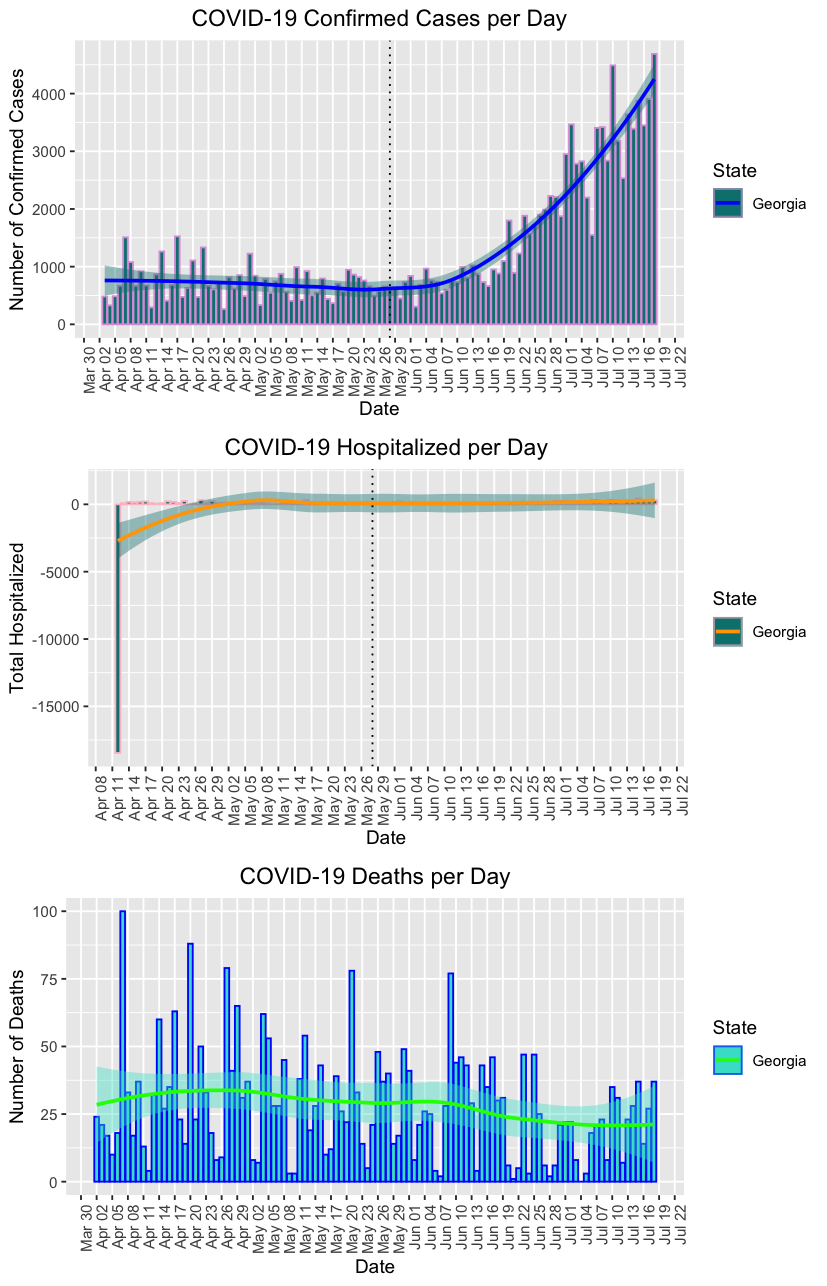 COVID-19 Confirmed Cases per Day
Number of Confirmed Cases
4000
3000
2000
1000
0
Mar 30
Apr 02
Apr 05
Apr 08
Apr 11
Apr 14
Apr 17
Apr 20
Apr 23
Apr 26
Apr 29
May 02
May 05
May 08
May 11
May 14
May 17
May 20
May 23
May 26
May 29
Jun 01
Jun 04
Jun 07
Jun 10
Jun 13
Jun 16
Jun 19
Jun 22
Jun 25
Jun 28
Jul 01
Jul 04
Jul 07
Jul 10
Jul 13
Jul 16
Jul 19
Jul 22
Date
State
Georgia
COVID-19 Hospitalized per Day
Total Hospitalized
0
-5000
-10000
-15000
Apr 08
Apr 11
Apr 14
Apr 17
Apr 20
Apr 23
Apr 26
Apr 29
May 02
May 05
May 08
May 11
May 14
May 17
May 20
May 23
May 26
May 29
Jun 01
Jun 04
Jun 07
Jun 10
Jun 13
Jun 16
Jun 19
Jun 22
Jun 25
Jun 28
Jul 01
Jul 04
Jul 07
Jul 10
Jul 13
Jul 16
Jul 19
Jul 22
Date
State
Georgia
COVID-19 Deaths per Day
Number of Deaths
100
75
50
25
0
Mar 30
Apr 02
Apr 05
Apr 08
Apr 11
Apr 14
Apr 17
Apr 20
Apr 23
Apr 26
Apr 29
May 02
May 05
May 08
May 11
May 14
May 17
May 20
May 23
May 26
May 29
Jun 01
Jun 04
Jun 07
Jun 10
Jun 13
Jun 16
Jun 19
Jun 22
Jun 25
Jun 28
Jul 01
Jul 04
Jul 07
Jul 10
Jul 13
Jul 16
Jul 19
Jul 22
Date
State
Georgia